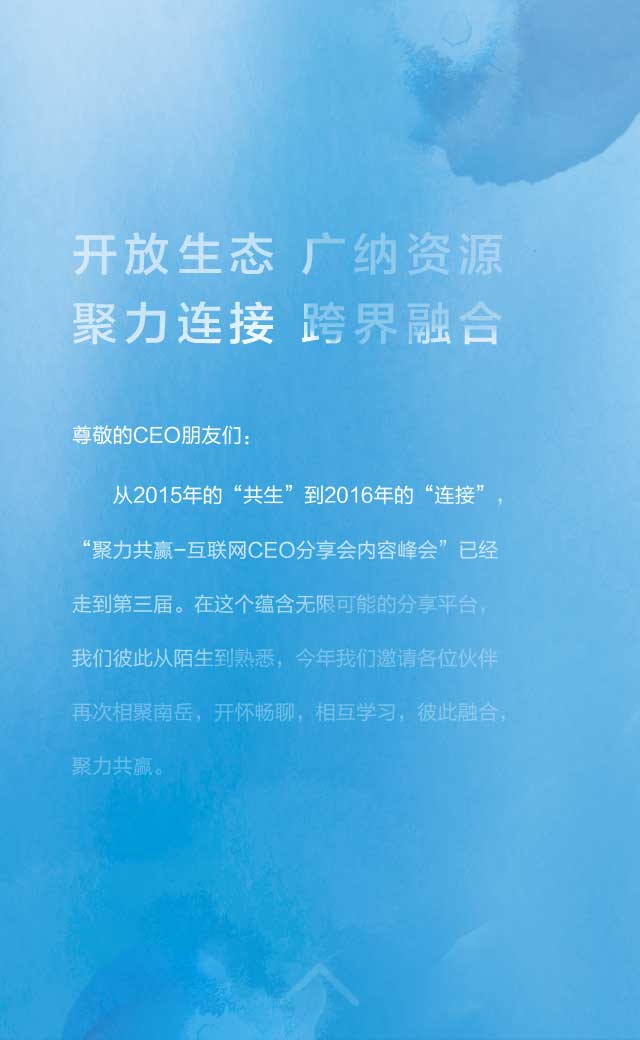 开放生态 广纳资源
聚力连接 跨界融合
尊敬的CEO朋友们：
从2015年的“共生”到2016年的“连接”，
“聚力共赢-互联网CEO分享会内容峰会”已经
走到第三届。在这个蕴含无限可能的分享平台，
我们彼此从陌生到熟悉，今年我们邀请各位伙伴
再次相聚南岳，开怀畅聊，相互学习，彼此融合，
聚力共赢。